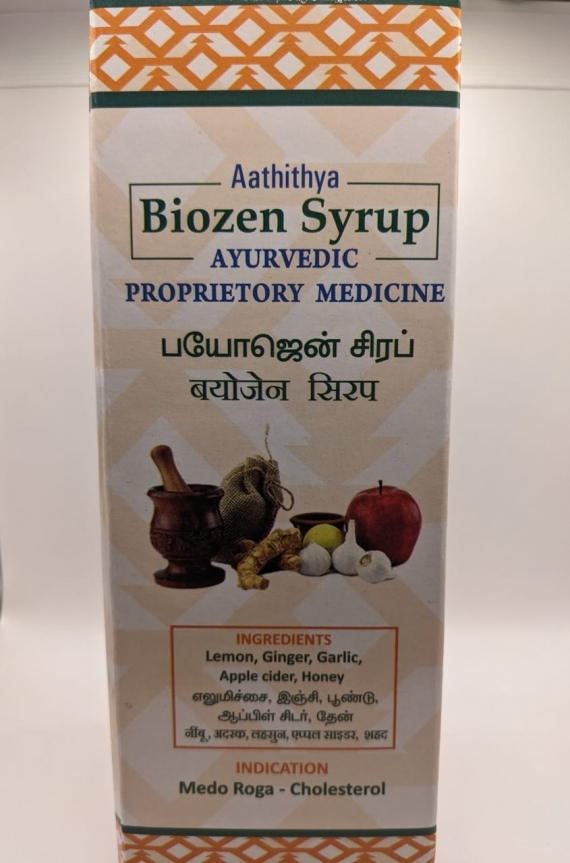 Aathithya
Biozen Syrup
AYURVEDIC
PROPRIETORY MEDICINE
பயோஜென் சிரப்
बयोजेन सिरप
INGREDIENTS
Lemon, Ginger, Garlic,
Apple cider, Honey
எலுமிச்சை, இஞ்சி, பூண்டு,
ஆப்பிள் சிடர், தேன்
नींबू, अदरक, लहसुन, एप्पल साइडर, शहद
INDICATION
Medo Roga - Cholesterol